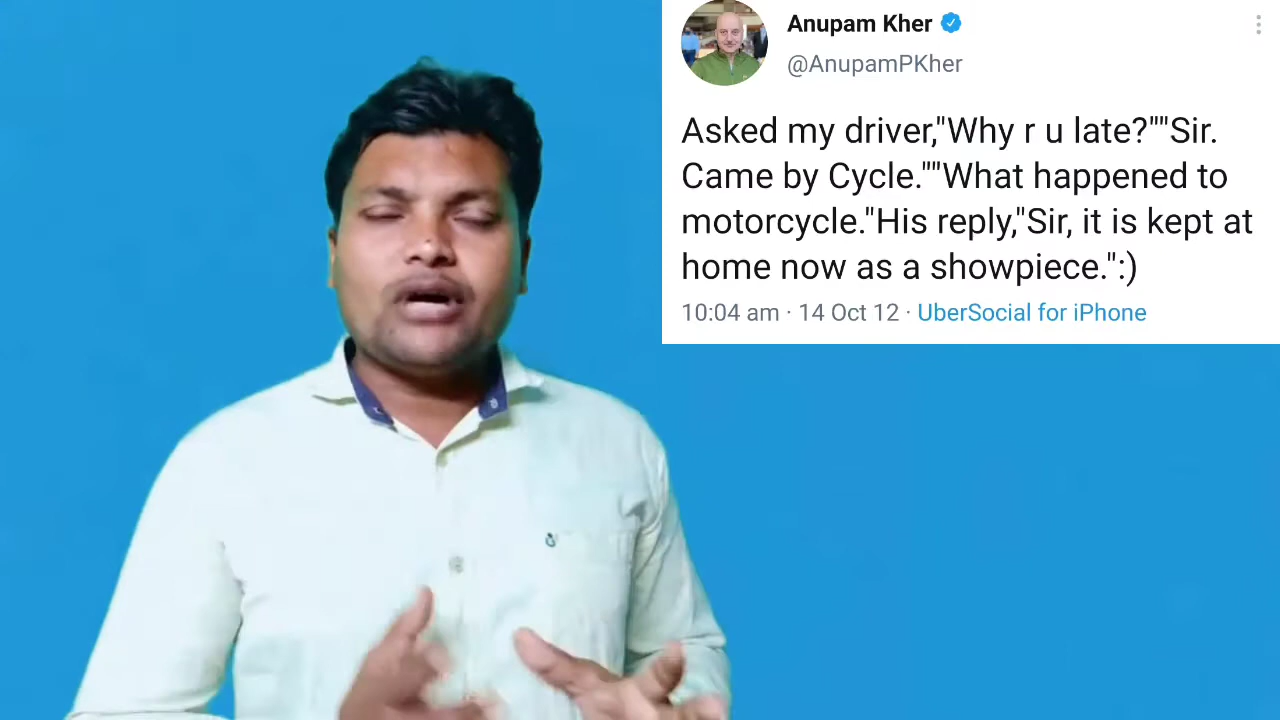 Anupam Kher
@AnupamPKher
Asked my driver,"Why r u late?""Sir.
Came by Cycle.""What happened to
motorcycle."His reply,"Sir, it is kept at
home now as a showpiece.":)
10:04 am · 14 Oct 12 · UberSocial for iPhone